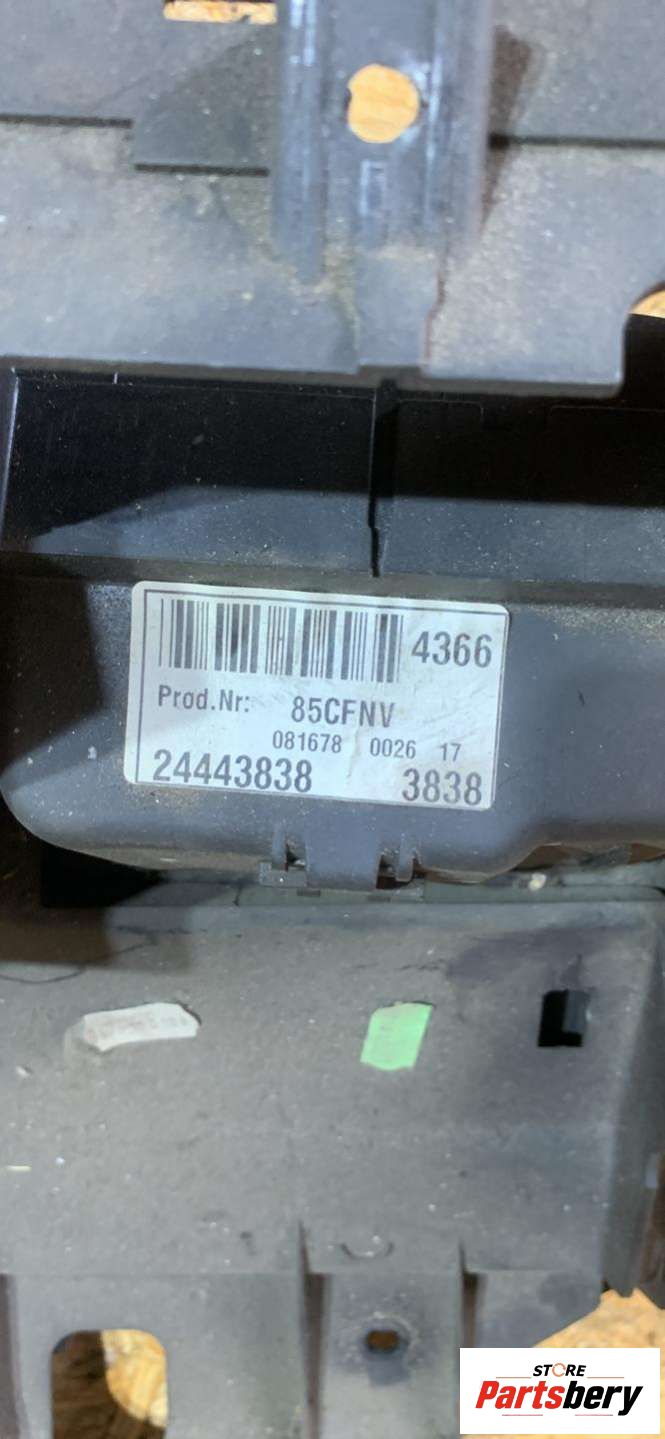 4366
Prod.Nr: 85CFNV
081678 0026 17
24443838 3838
STORE
Partsbery